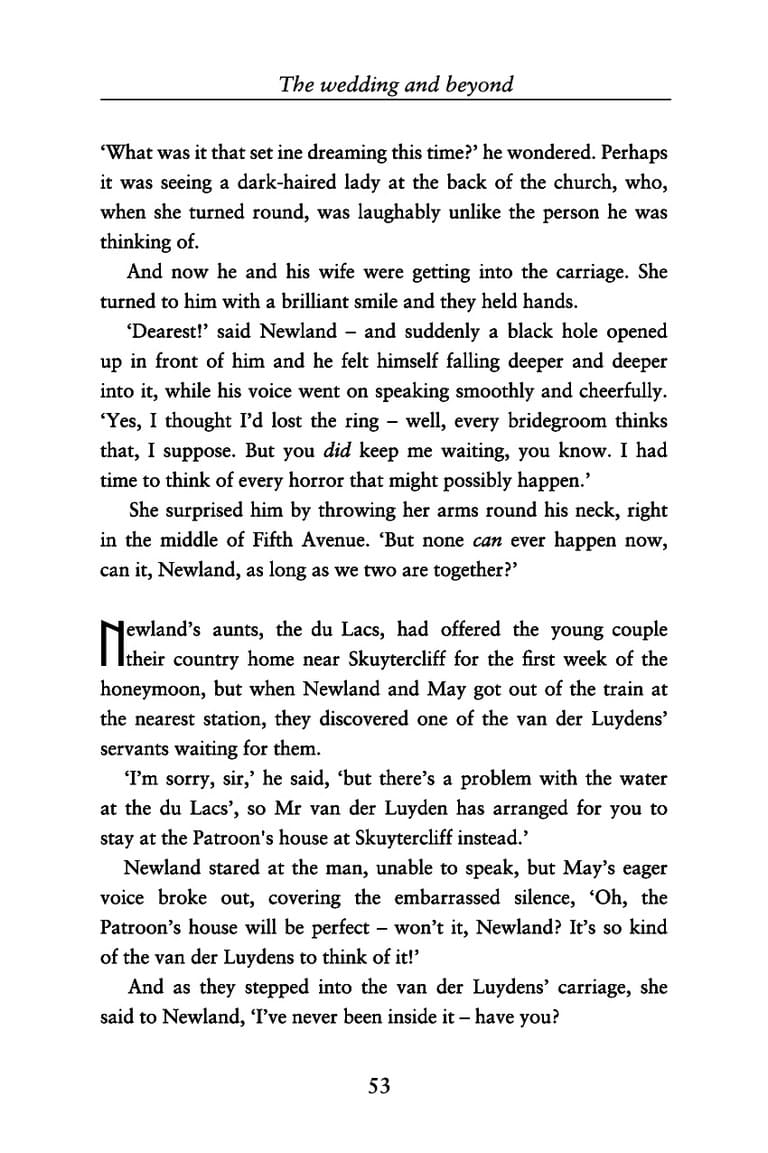 The wedding and beyond
‘What was it that set ine dreaming this time?’ he wondered. Perhaps
it was seeing a dark-haired lady at the back of the church, who,
when she turned round, was laughably unlike the person he was
thinking of.
And now he and his wife were getting into the carriage. She
turned to him with a brilliant smile and they held hands.
‘Dearest!’ said Newland – and suddenly a black hole opened
up in front of him and he felt himself falling deeper and deeper
into it, while his voice went on speaking smoothly and cheerfully.
‘Yes, I thought I’d lost the ring – well, every bridegroom thinks
that, I suppose. But you did keep me waiting, you know. I had
time to think of every horror that might possibly happen.’
She surprised him by throwing her arms round his neck, right
in the middle of Fifth Avenue. ‘But none can ever happen now,
can it, Newland, as long as we two are together?’
Newland’s aunts, the du Lacs, had offered the young couple
their country home near Skuytercliff for the first week of the
honeymoon, but when Newland and May got out of the train at
the nearest station, they discovered one of the van der Luydens’
servants waiting for them.
‘I’m sorry, sir,’ he said, ‘but there’s a problem with the water
at the du Lacs’, so Mr van der Luyden has arranged for you to
stay at the Patroon's house at Skuytercliff instead.’
Newland stared at the man, unable to speak, but May’s eager
voice broke out, covering the embarrassed silence, ‘Oh, the
Patroon’s house will be perfect – won’t it, Newland? It’s so kind
of the van der Luydens to think of it!’
And as they stepped into the van der Luydens’ carriage, she
said to Newland, ‘I’ve never been inside it – have you?
53